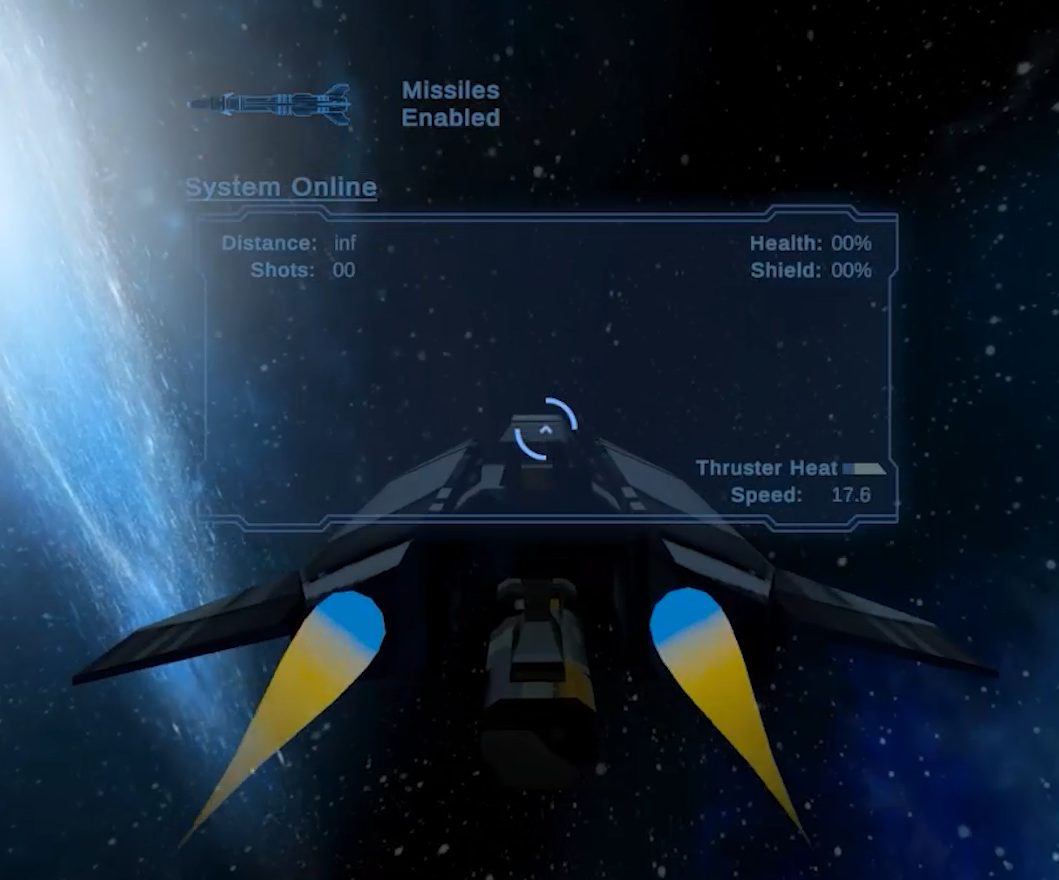 Missiles
Enabled
System Online
Distance: inf
Shots: 00
Health: 00%
Shield: 00%
Thruster Heat
Speed: 17.6